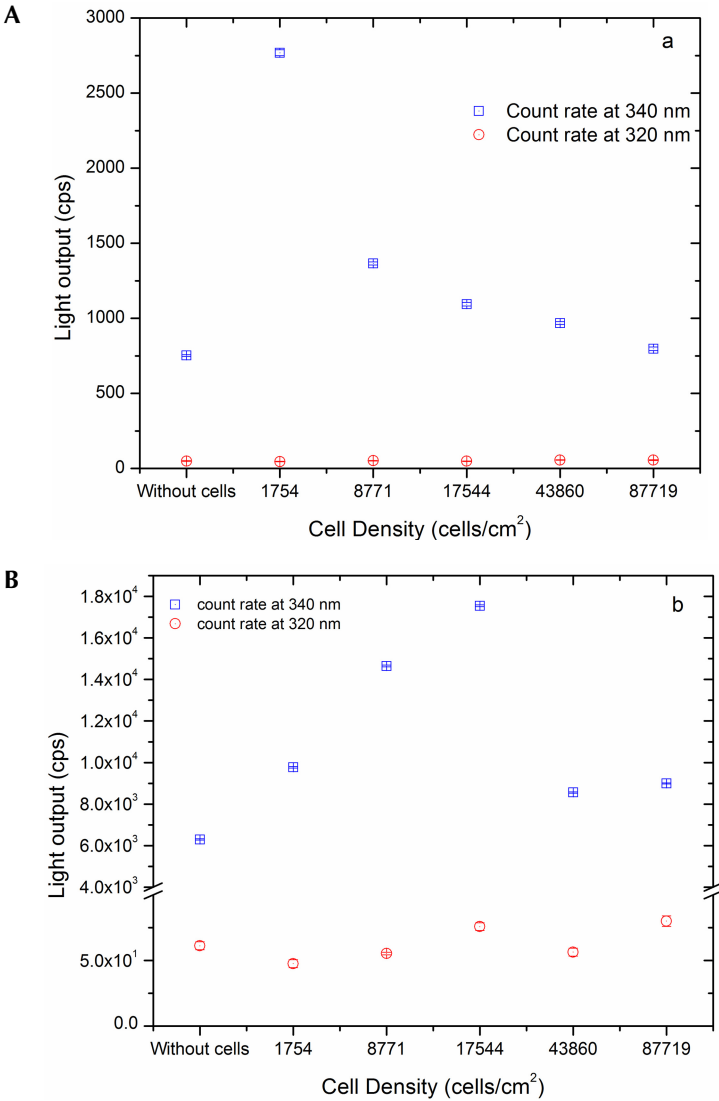 A
a
3000
2500
2000
1500
1000
500
0
Light output (cps)
Count rate at 340 nm
Count rate at 320 nm
Without cells 1754 8771 17544 43860 87719
Cell Density (cells/cm²)
B
b
count rate at 340 nm
count rate at 320 nm
1.8x10⁴
1.6x10⁴
1.4x10⁴
1.2x10⁴
1.0x10⁴
8.0x10³
6.0x10³
4.0x10³
5.0x10¹
0.0
Light output (cps)
Without cells 1754 8771 17544 43860 87719
Cell Density (cells/cm²)